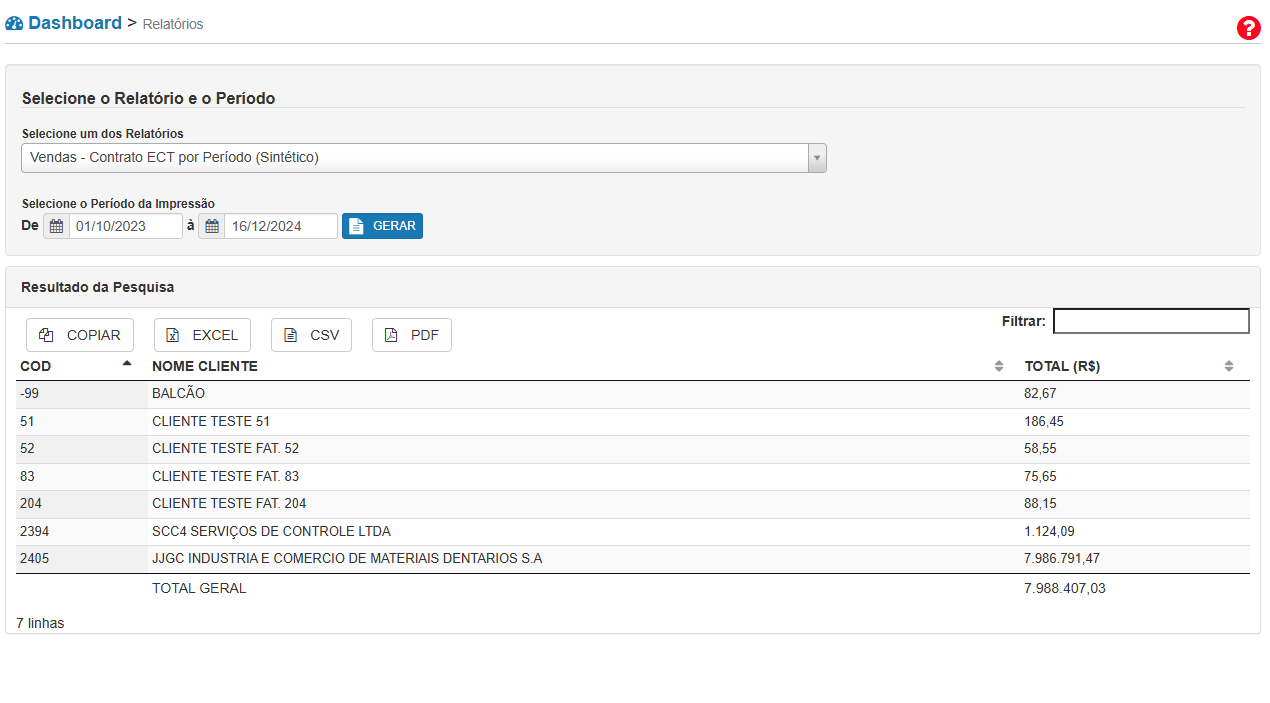 Dashboard > Relatórios
?
Selecione o Relatório e o Período
Selecione um dos Relatórios
Vendas - Contrato ECT por Período (Sintético)
Selecione o Período da Impressão
De 01/10/2023 à 16/12/2024 GERAR
Resultado da Pesquisa
COPIAR EXCEL CSV PDF Filtrar:
COD NOME CLIENTE TOTAL (R$)
-99 BALCÃO 82,67
51 CLIENTE TESTE 51 186,45
52 CLIENTE TESTE FAT. 52 58,55
83 CLIENTE TESTE FAT. 83 75,65
204 CLIENTE TESTE FAT. 204 88,15
2394 SCC4 SERVIÇOS DE CONTROLE LTDA 1.124,09
2405 JJGC INDUSTRIA E COMERCIO DE MATERIAIS DENTARIOS S.A 7.986.791,47
TOTAL GERAL 7.988.407,03
7 linhas